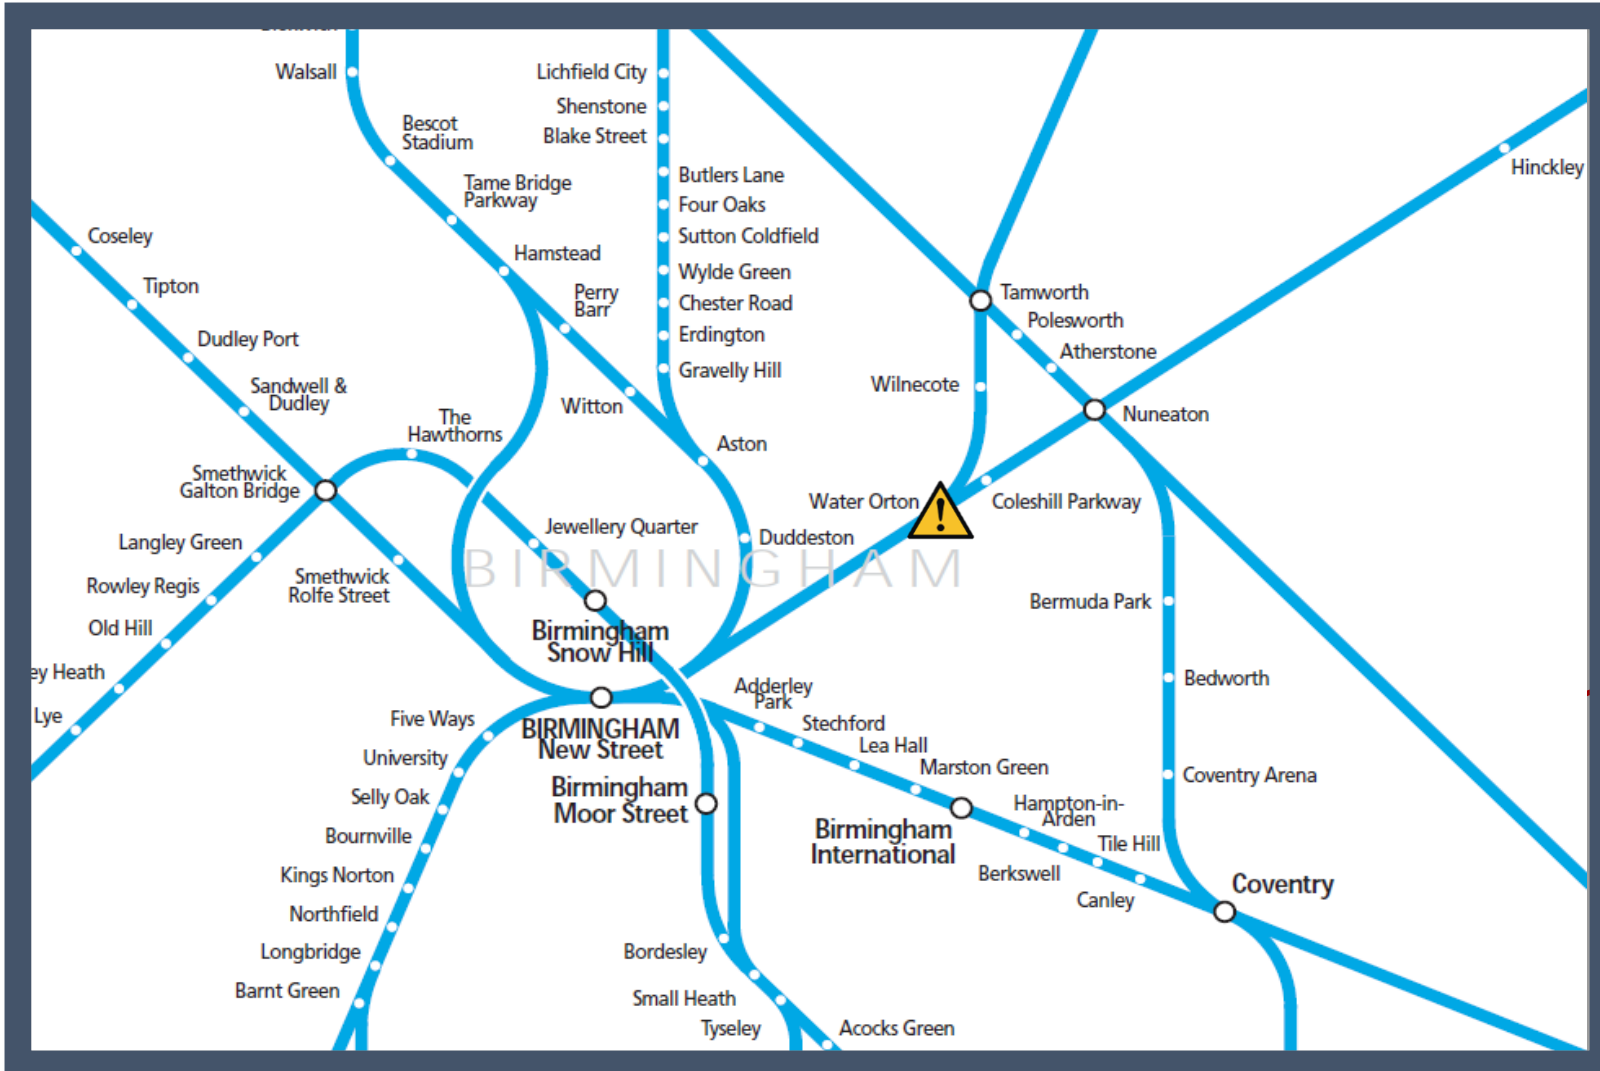 Walsall
Lichfield City
Shenstone
Bescot
Stadium
Blake Street
Tame Bridge
Parkway
Butlers Lane
Four Oaks
Hinckley
Coseley
Sutton Coldfield
Hamstead
Wylde Green
Tipton
Perry
Barr
Chester Road
Tamworth
Polesworth
Dudley Port
Erdington
Atherstone
Gravelly Hill
Sandwell &
Dudley
Wilnecote
Witton
Nuneaton
The
Hawthorns
Aston
Smethwick
Galton Bridge
Water Orton
Coleshill Parkway
Jewellery Quarter
Duddeston
Langley Green
BIRMINGHAM
Smethwick
Rolfe Street
Rowley Regis
Bermuda Park
Old Hill
Birmingham
Snow Hill
ey Heath
Bedworth
Adderley
Park
Lye
Five Ways
Stechford
BIRMINGHAM
New Street
Lea Hall
University
Marston Green
Coventry Arena
Birmingham
Moor Street
Selly Oak
Hampton-in-
Arden
Birmingham
International
Bournville
Tile Hill
Kings Norton
Berkswell
Coventry
Canley
Northfield
Longbridge
Bordesley
Barnt Green
Small Heath
Tyseley
Acocks Green